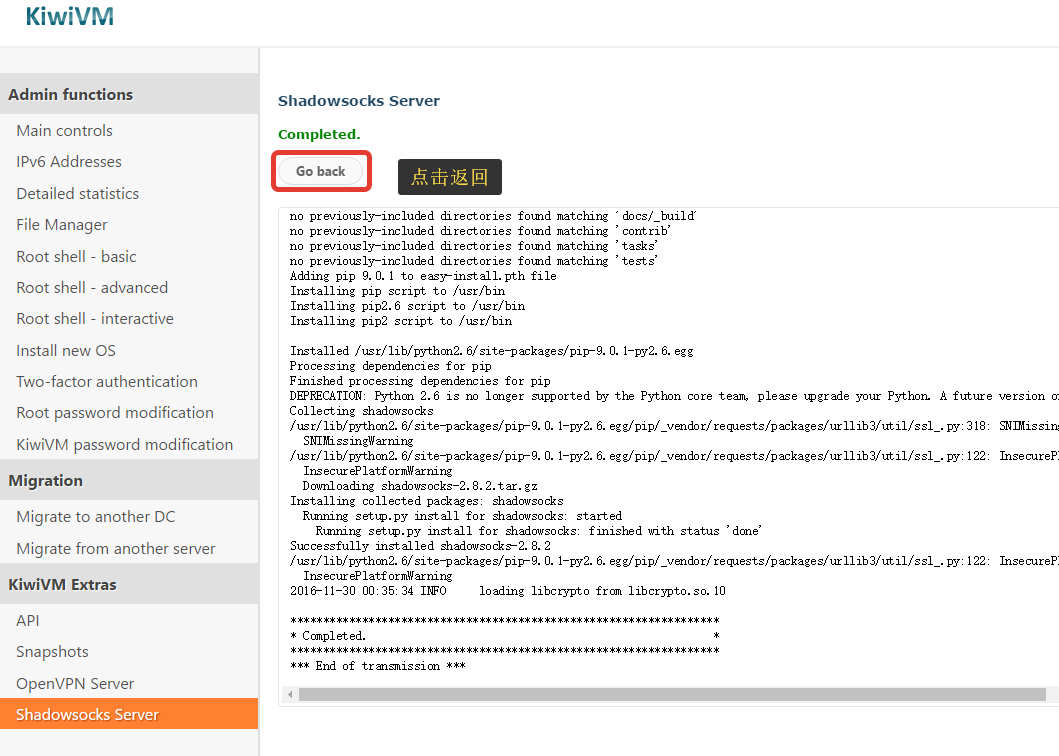 KiwiVM
Admin functions
Main controls
IPv6 Addresses
Detailed statistics
File Manager
Root shell - basic
Root shell - advanced
Root shell - interactive
Install new OS
Two-factor authentication
Root password modification
KiwiVM password modification
Migration
Migrate to another DC
Migrate from another server
KiwiVM Extras
API
Snapshots
OpenVPN Server
Shadowsocks Server
Shadowsocks Server
Completed.
Go back
点击返回
no previously-included directories found matching 'docs/_build'
no previously-included directories found matching 'contrib'
no previously-included directories found matching 'tasks'
no previously-included directories found matching 'tests'
Adding pip 9.0.1 to easy-install.pth file
Installing pip script to /usr/bin
Installing pip2.6 script to /usr/bin
Installing pip2 script to /usr/bin
Installed /usr/lib/python2.6/site-packages/pip-9.0.1-py2.6.egg
Processing dependencies for pip
Finished processing dependencies for pip
DEPRECATION: Python 2.6 is no longer supported by the Python core team, please upgrade your Python. A future version o
Collecting shadowsocks
/usr/lib/python2.6/site-packages/pip-9.0.1-py2.6.egg/pip/_vendor/requests/packages/urllib3/util/ssl_.py:318: SNIMissing
SNIMissingWarning
/usr/lib/python2.6/site-packages/pip-9.0.1-py2.6.egg/pip/_vendor/requests/packages/urllib3/util/ssl_.py:122: InsecurePl
InsecurePlatformWarning
Downloading shadowsocks-2.8.2.tar.gz
Installing collected packages: shadowsocks
Running setup.py install for shadowsocks: started
Running setup.py install for shadowsocks: finished with status 'done'
Successfully installed shadowsocks-2.8.2
/usr/lib/python2.6/site-packages/pip-9.0.1-py2.6.egg/pip/_vendor/requests/packages/urllib3/util/ssl_.py:122: InsecurePl
InsecurePlatformWarning
2016-11-30 00:35:34 INFO     loading libcrypto from libcrypto.so.10
******************************************************************
* Completed.                                                     *
******************************************************************
*** End of transmission ***